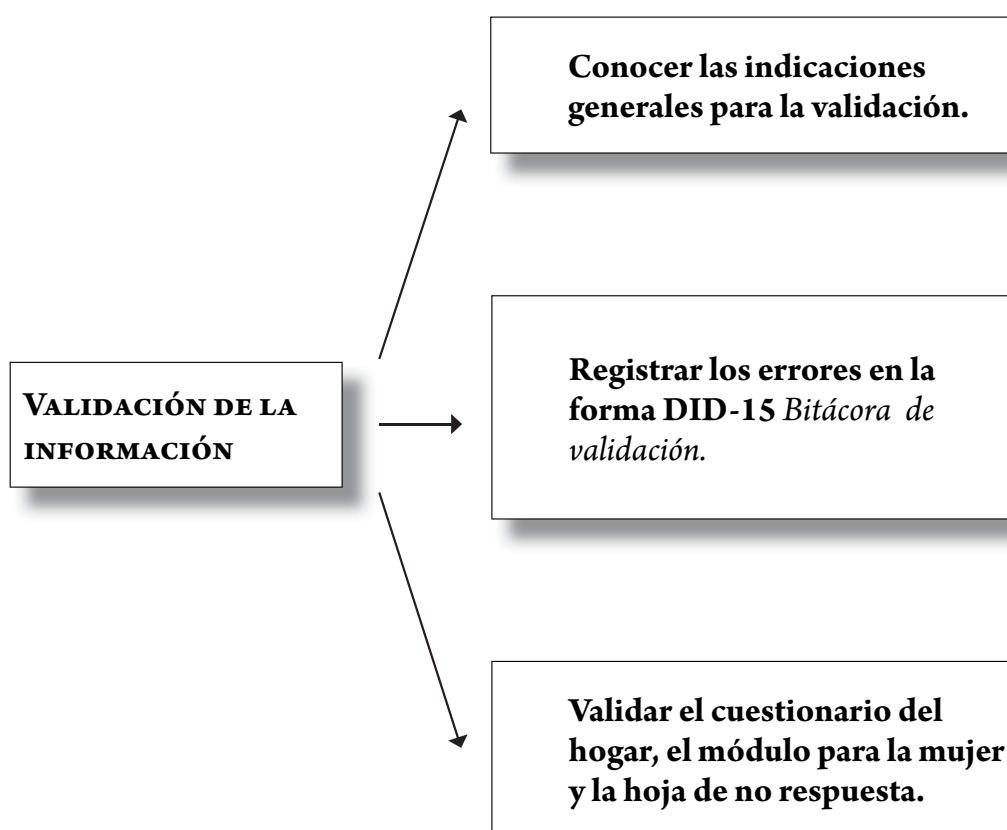 Conocer las indicaciones
generales para la validación.
Registrar los errores en la
forma DID-15 Bitácora de
validación.
VALIDACIÓN DE LA
INFORMACIÓN
Validar el cuestionario del
hogar, el módulo para la mujer
y la hoja de no respuesta.